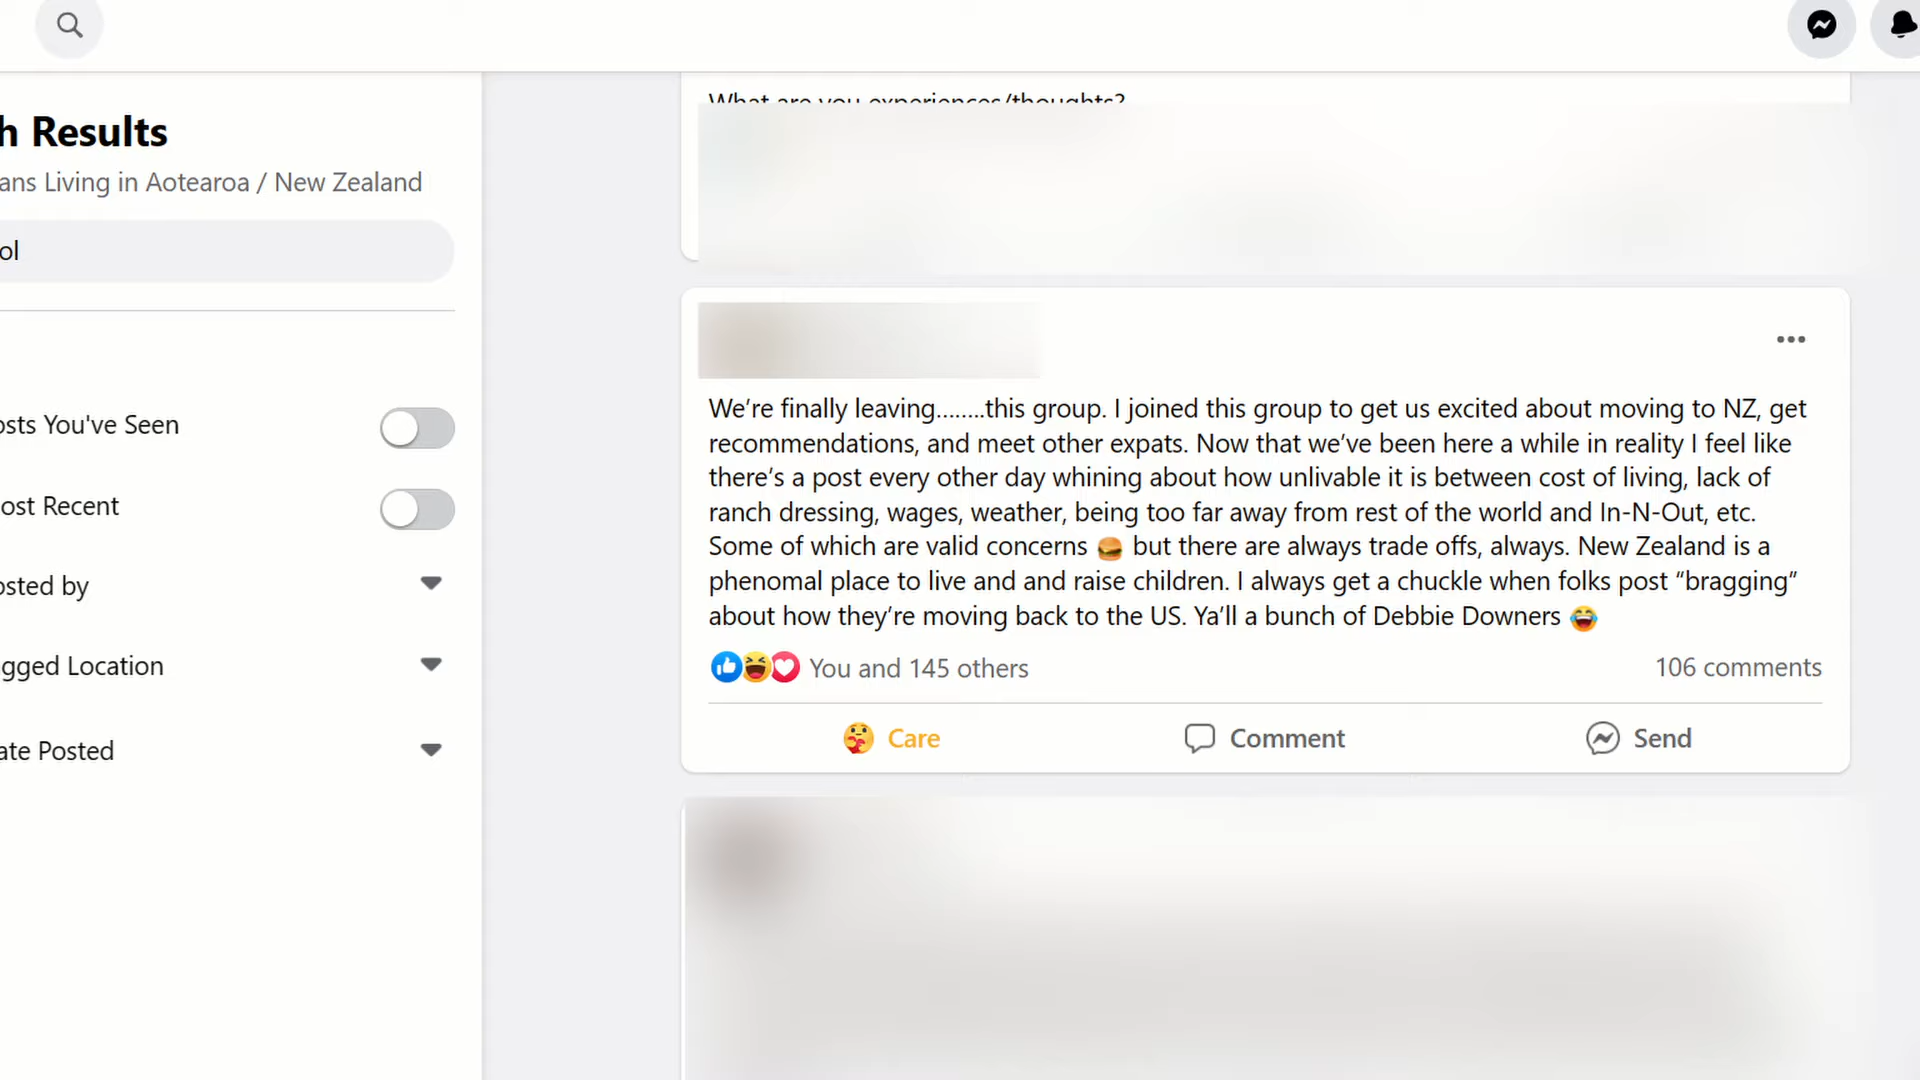 What are you experiences/thoughts?
h Results
ans Living in Aotearoa / New Zealand
ol
osts You've Seen
ost Recent
osted by
gged Location
ate Posted
We’re finally leaving........this group. I joined this group to get us excited about moving to NZ, get
recommendations, and meet other expats. Now that we’ve been here a while in reality I feel like
there’s a post every other day whining about how unlivable it is between cost of living, lack of
ranch dressing, wages, weather, being too far away from rest of the world and In-N-Out, etc.
Some of which are valid concerns 🍔 but there are always trade offs, always. New Zealand is a
phenomal place to live and and raise children. I always get a chuckle when folks post “bragging”
about how they’re moving back to the US. Ya’ll a bunch of Debbie Downers 😂
You and 145 others
106 comments
Care
Comment
Send